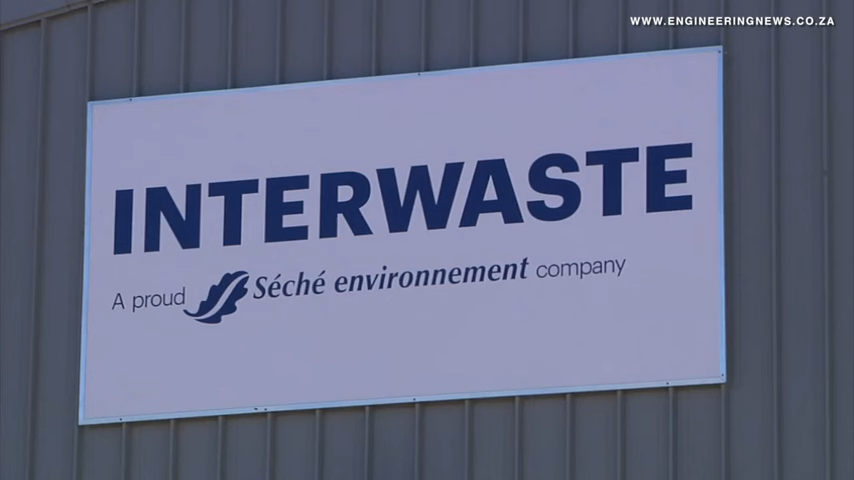 WWW.ENGINEERINGNEWS.CO.ZA
INTERWASTE
A proud Séché environnement company